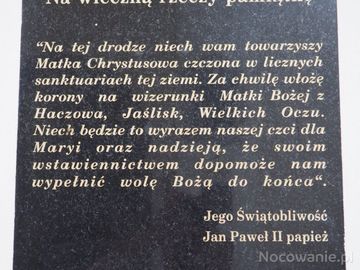 Na wieczną rzeczy pamiątkę
“Na tej drodze niech wam towarzyszy
Matka Chrystusowa czczona w licznych
sanktuariach tej ziemi. Za chwilę włożę
korony na wizerunki Matki Bożej z
Haczowa, Jaślisk, Wielkich Oczu.
Niech będzie to wyrazem naszej czci dla
Maryi oraz nadzieją, że swoim
wstawiennictwem dopomoże nam
wypełnić wolę Bożą do końca“.
Jego Świątobliwość
Jan Paweł II papież
Nocowanie.pl